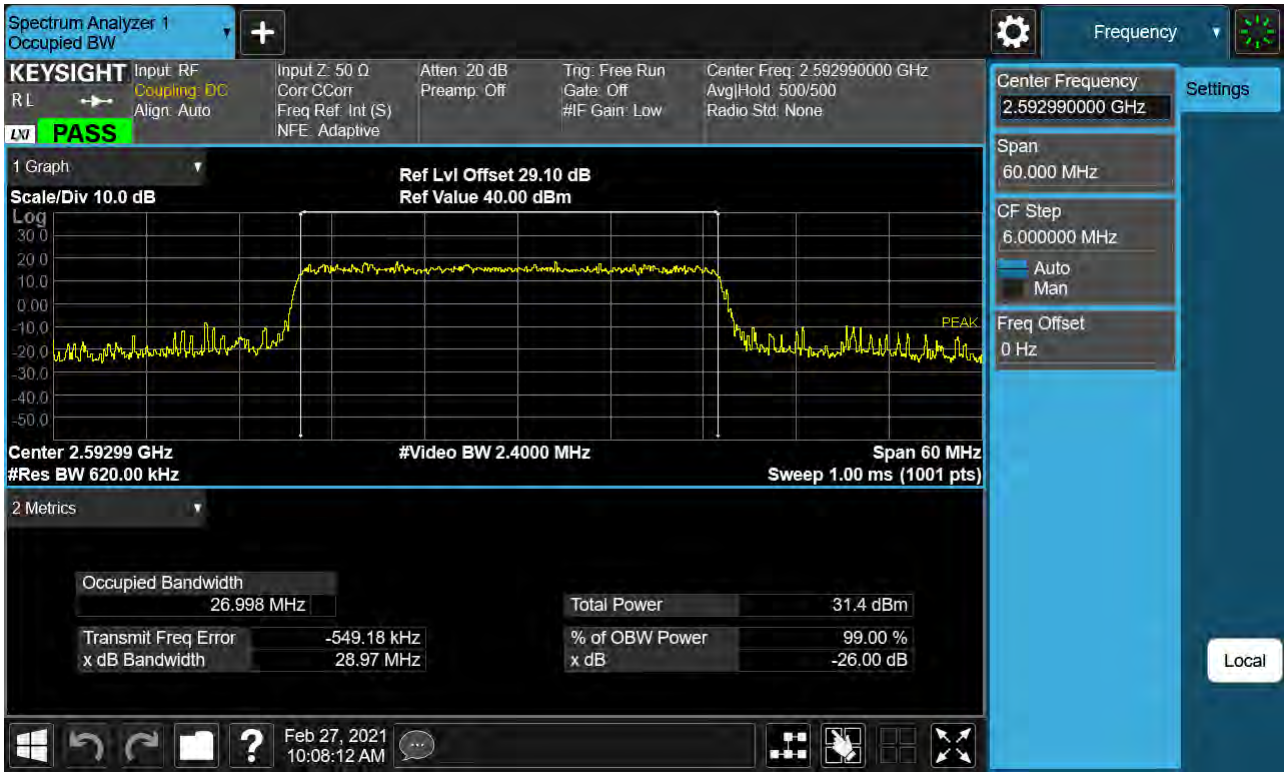 Spectrum Analyzer 1
Occupied BW
+
Frequency
KEYSIGHT
RL
LXI PASS
Input: RF
Coupling: DC
Align: Auto
Input Z: 50 Ω
Corr CCorr
Freq Ref: Int (S)
NFE: Adaptive
Atten: 20 dB
Preamp: Off
Trig: Free Run
Gate: Off
#IF Gain: Low
Center Freq: 2.592990000 GHz
Avg|Hold: 500/500
Radio Std: None
Center Frequency
2.592990000 GHz
Settings
Span
60.000 MHz
CF Step
6.000000 MHz
Auto
Man
Freq Offset
0 Hz
1 Graph
Scale/Div 10.0 dB
Ref Lvl Offset 29.10 dB
Ref Value 40.00 dBm
Log
30.0
20.0
10.0
0.00
-10.0
-20.0
-30.0
-40.0
-50.0
PEAK
Center 2.59299 GHz
#Video BW 2.4000 MHz
Span 60 MHz
#Res BW 620.00 kHz
Sweep 1.00 ms (1001 pts)
2 Metrics
Occupied Bandwidth
26.998 MHz
Transmit Freq Error -549.18 kHz
x dB Bandwidth 28.97 MHz
Total Power 31.4 dBm
% of OBW Power 99.00 %
x dB -26.00 dB
Local
?
Feb 27, 2021
10:08:12 AM